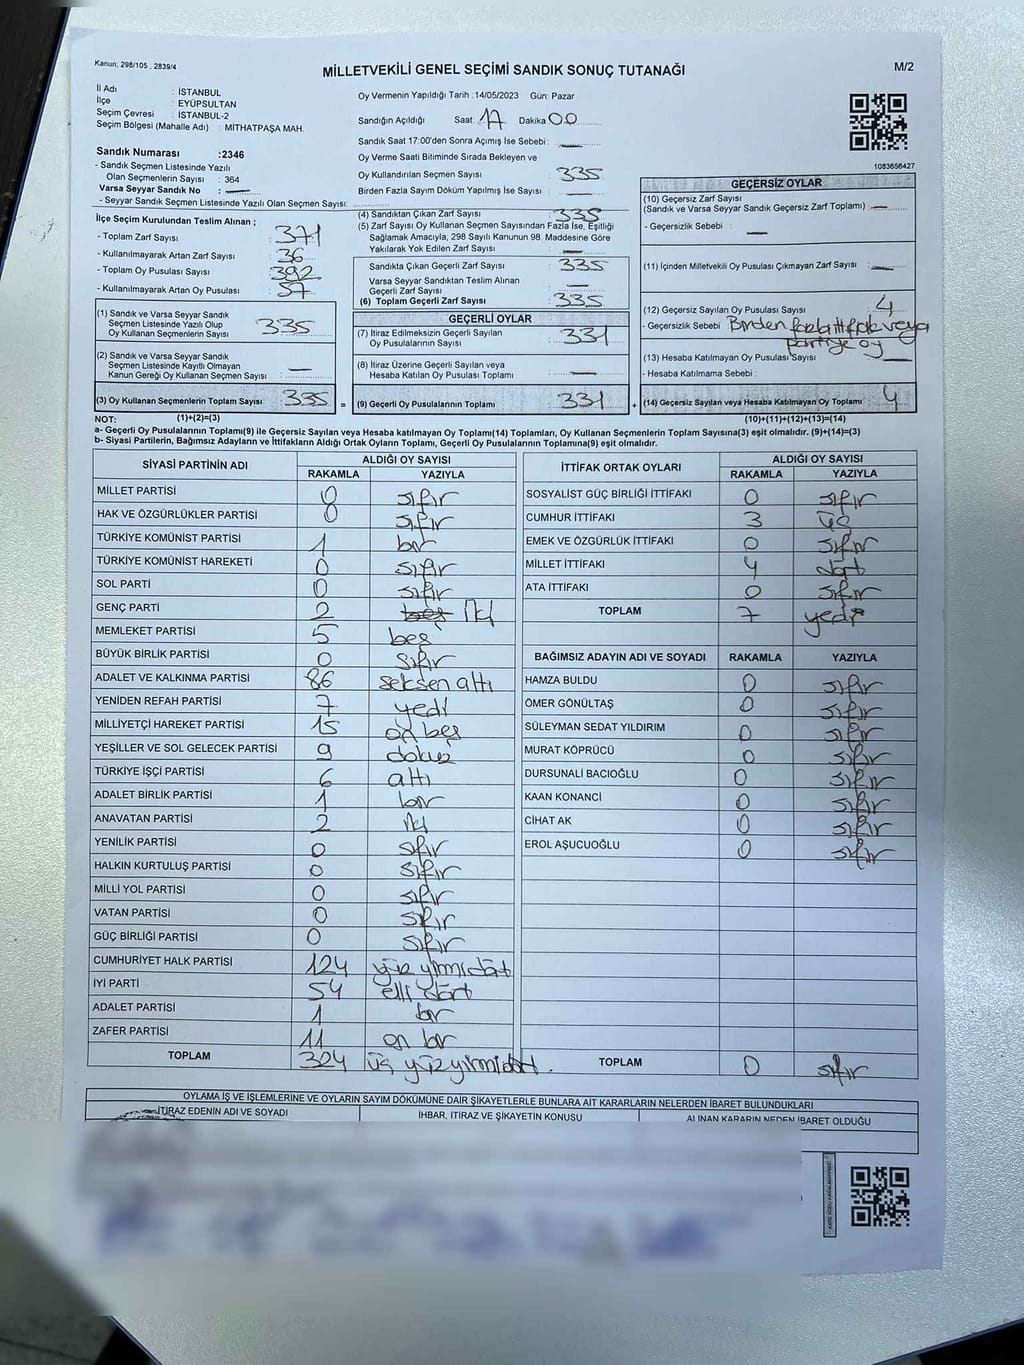 Kanun; 298/105 , 2839/4
MİLLETVEKİLİ GENEL SEÇİMİ SANDIK SONUÇ TUTANAĞI
M/2
İl Adı : İSTANBUL
İlçe : EYÜPSULTAN
Seçim Çevresi : İSTANBUL-2
Seçim Bölgesi (Mahalle Adı) : MİTHATPAŞA MAH.
Sandık Numarası :2346
- Sandık Seçmen Listesinde Yazılı
Olan Seçmenlerin Sayısı : 364
Varsa Seyyar Sandık No : —
- Seyyar Sandık Seçmen Listesinde Yazılı Olan Seçmen Sayısı:
Oy Vermenin Yapıldığı Tarih :14/05/2023 Gün: Pazar
Sandığın Açıldığı Saat: 17 Dakika 00
Sandık Saat 17:00'den Sonra Açımış İse Sebebi : —
Oy Verme Saati Bitiminde Sırada Bekleyen ve
Oy Kullandırılan Seçmen Sayısı : 335
Birden Fazla Sayım Döküm Yapılmış İse Sayısı : —
1083656427
İlçe Seçim Kurulundan Teslim Alınan ;
- Toplam Zarf Sayısı : 371
- Kullanılmayarak Artan Zarf Sayısı : 36
- Toplam Oy Pusulası Sayısı : 392
- Kullanılmayarak Artan Oy Pusulası : 57
(1) Sandık ve Varsa Seyyar Sandık
Seçmen Listesinde Yazılı Olup
Oy Kullanan Seçmenlerin Sayısı : 335
(2) Sandık ve Varsa Seyyar Sandık
Seçmen Listesinde Kayıtlı Olmayan
Kanun Gereği Oy Kullanan Seçmen Sayısı : —
(3) Oy Kullanan Seçmenlerin Toplam Sayısı : 335
(4) Sandıktan Çıkan Zarf Sayısı : 335
(5) Zarf Sayısı Oy Kullanan Seçmen Sayısından Fazla İse, Eşitliği
Sağlamak Amacıyla, 298 Sayılı Kanunun 98. Maddesine Göre
Yakılarak Yok Edilen Zarf Sayısı : —
Sandıkta Çıkan Geçerli Zarf Sayısı : 335
Varsa Seyyar Sandıktan Teslim Alınan
Geçerli Zarf Sayısı : —
(6) Toplam Geçerli Zarf Sayısı : 335
GEÇERLİ OYLAR
(7) İtiraz Edilmeksizin Geçerli Sayılan
Oy Pusulalarının Sayısı : 331
(8) İtiraz Üzerine Geçerli Sayılan veya
Hesaba Katılan Oy Pusulası Toplamı : —
= (9) Geçerli Oy Pusulalarının Toplamı : 331
GEÇERSİZ OYLAR
(10) Geçersiz Zarf Sayısı
(Sandık ve Varsa Seyyar Sandık Geçersiz Zarf Toplamı) : —
- Geçersizlik Sebebi : —
(11) İçinden Milletvekili Oy Pusulası Çıkmayan Zarf Sayısı : —
(12) Geçersiz Sayılan Oy Pusulası Sayısı : 4
- Geçersizlik Sebebi : Birden fazla ittifak veya
partiye oy
(13) Hesaba Katılmayan Oy Pusulası Sayısı : —
- Hesaba Katılmama Sebebi :
+ (14) Geçersiz Sayılan veya Hesaba Katılmayan Oy Toplamı : 4
NOT: (1)+(2)=(3) (10)+(11)+(12)+(13)=(14)
a- Geçerli Oy Pusulalarının Toplamı(9) ile Geçersiz Sayılan veya Hesaba Katılmayan Oy Toplamı(14) Toplamları, Oy Kullanan Seçmenlerin Toplam Sayısına(3) eşit olmalıdır. (9)+(14)=(3)
b- Siyasi Partilerin, Bağımsız Adayların ve İttifakların Aldığı Ortak Oyların Toplamı, Geçerli Oy Pusulalarının Toplamına(9) eşit olmalıdır.
SİYASİ PARTİNİN ADI ALDIĞI OY SAYISI
RAKAMLA YAZIYLA
MİLLET PARTİSİ 0 sıfır
HAK VE ÖZGÜRLÜKLER PARTİSİ 0 sıfır
TÜRKİYE KOMÜNİST PARTİSİ 1 bir
TÜRKİYE KOMÜNİST HAREKETİ 0 sıfır
SOL PARTİ 0 sıfır
GENÇ PARTİ 2 beş iki
MEMLEKET PARTİSİ 5 beş
BÜYÜK BİRLİK PARTİSİ 0 sıfır
ADALET VE KALKINMA PARTİSİ 86 seksen altı
YENİDEN REFAH PARTİSİ 7 yedi
MİLLİYETÇİ HAREKET PARTİSİ 15 on beş
YEŞİLLER VE SOL GELECEK PARTİSİ 9 dokuz
TÜRKİYE İŞÇİ PARTİSİ 6 altı
ADALET BİRLİK PARTİSİ 1 bir
ANAVATAN PARTİSİ 2 iki
YENİLİK PARTİSİ 0 sıfır
HALKIN KURTULUŞ PARTİSİ 0 sıfır
MİLLİ YOL PARTİSİ 0 sıfır
VATAN PARTİSİ 0 sıfır
GÜÇ BİRLİĞİ PARTİSİ 0 sıfır
CUMHURİYET HALK PARTİSİ 124 yüz yirmi dört
İYİ PARTİ 54 elli dört
ADALET PARTİSİ 1 bir
ZAFER PARTİSİ 11 on bir
TOPLAM 324 üç yüz yirmi dört.
İTTİFAK ORTAK OYLARI ALDIĞI OY SAYISI
RAKAMLA YAZIYLA
SOSYALİST GÜÇ BİRLİĞİ İTTİFAKI 0 sıfır
CUMHUR İTTİFAKI 3 üç
EMEK VE ÖZGÜRLÜK İTTİFAKI 0 sıfır
MİLLET İTTİFAKI 4 dört
ATA İTTİFAKI 0 sıfır
TOPLAM 7 yedi
BAĞIMSIZ ADAYIN ADI VE SOYADI RAKAMLA YAZIYLA
HAMZA BULDU 0 sıfır
ÖMER GÖNÜLTAŞ 0 sıfır
SÜLEYMAN SEDAT YILDIRIM 0 sıfır
MURAT KÖPRÜCÜ 0 sıfır
DURSUNALİ BACIOĞLU 0 sıfır
KAAN KONANCİ 0 sıfır
CİHAT AK 0 sıfır
EROL AŞUCUOĞLU 0 sıfır
TOPLAM 0 sıfır
OYLAMA İŞ VE İŞLEMLERİNE VE OYLARIN SAYIM DÖKÜMÜNE DAİR ŞİKAYETLERLE BUNLARA AİT KARARLARIN NELERDEN İBARET BULUNDUKLARI
İTİRAZ EDENİN ADI VE SOYADI İHBAR, İTİRAZ VE ŞİKAYETİN KONUSU ALINAN KARARIN NEDEN İBARET OLDUĞU